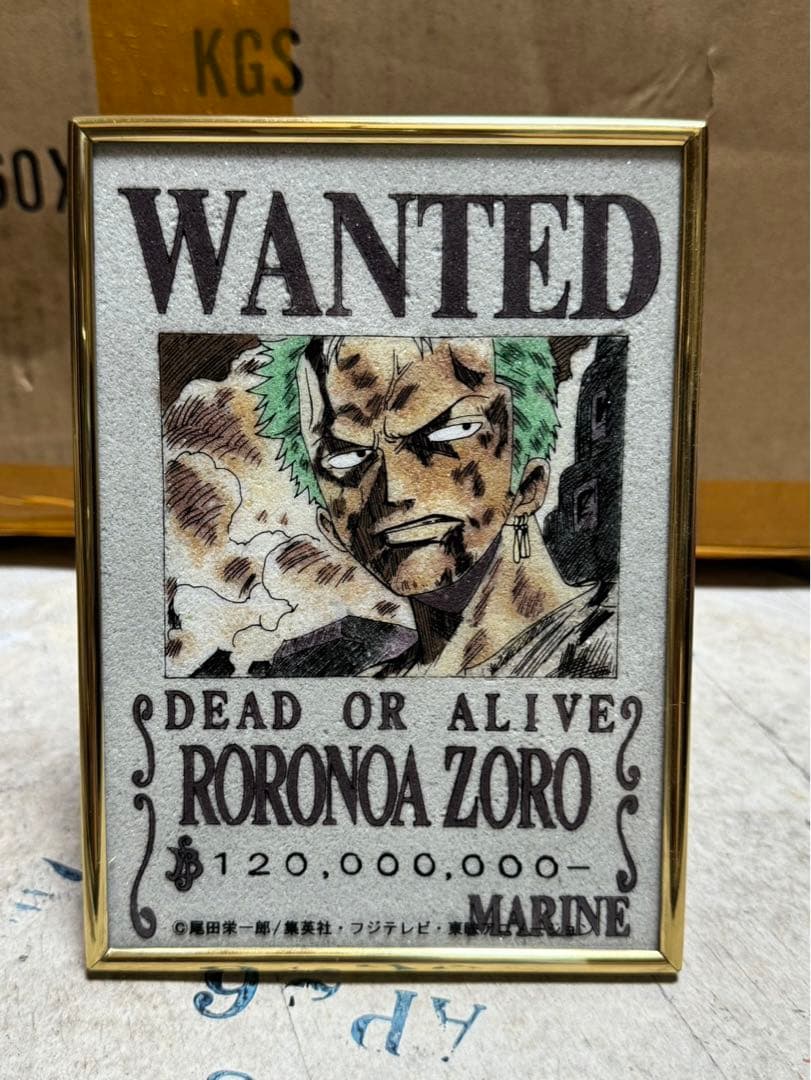 KGS
60X
WANTED
DEAD OR ALIVE
RORONOA ZORO
฿120,000,000-
MARINE
©尾田栄一郎/集英社・フジテレビ・東映アニメーション
AP